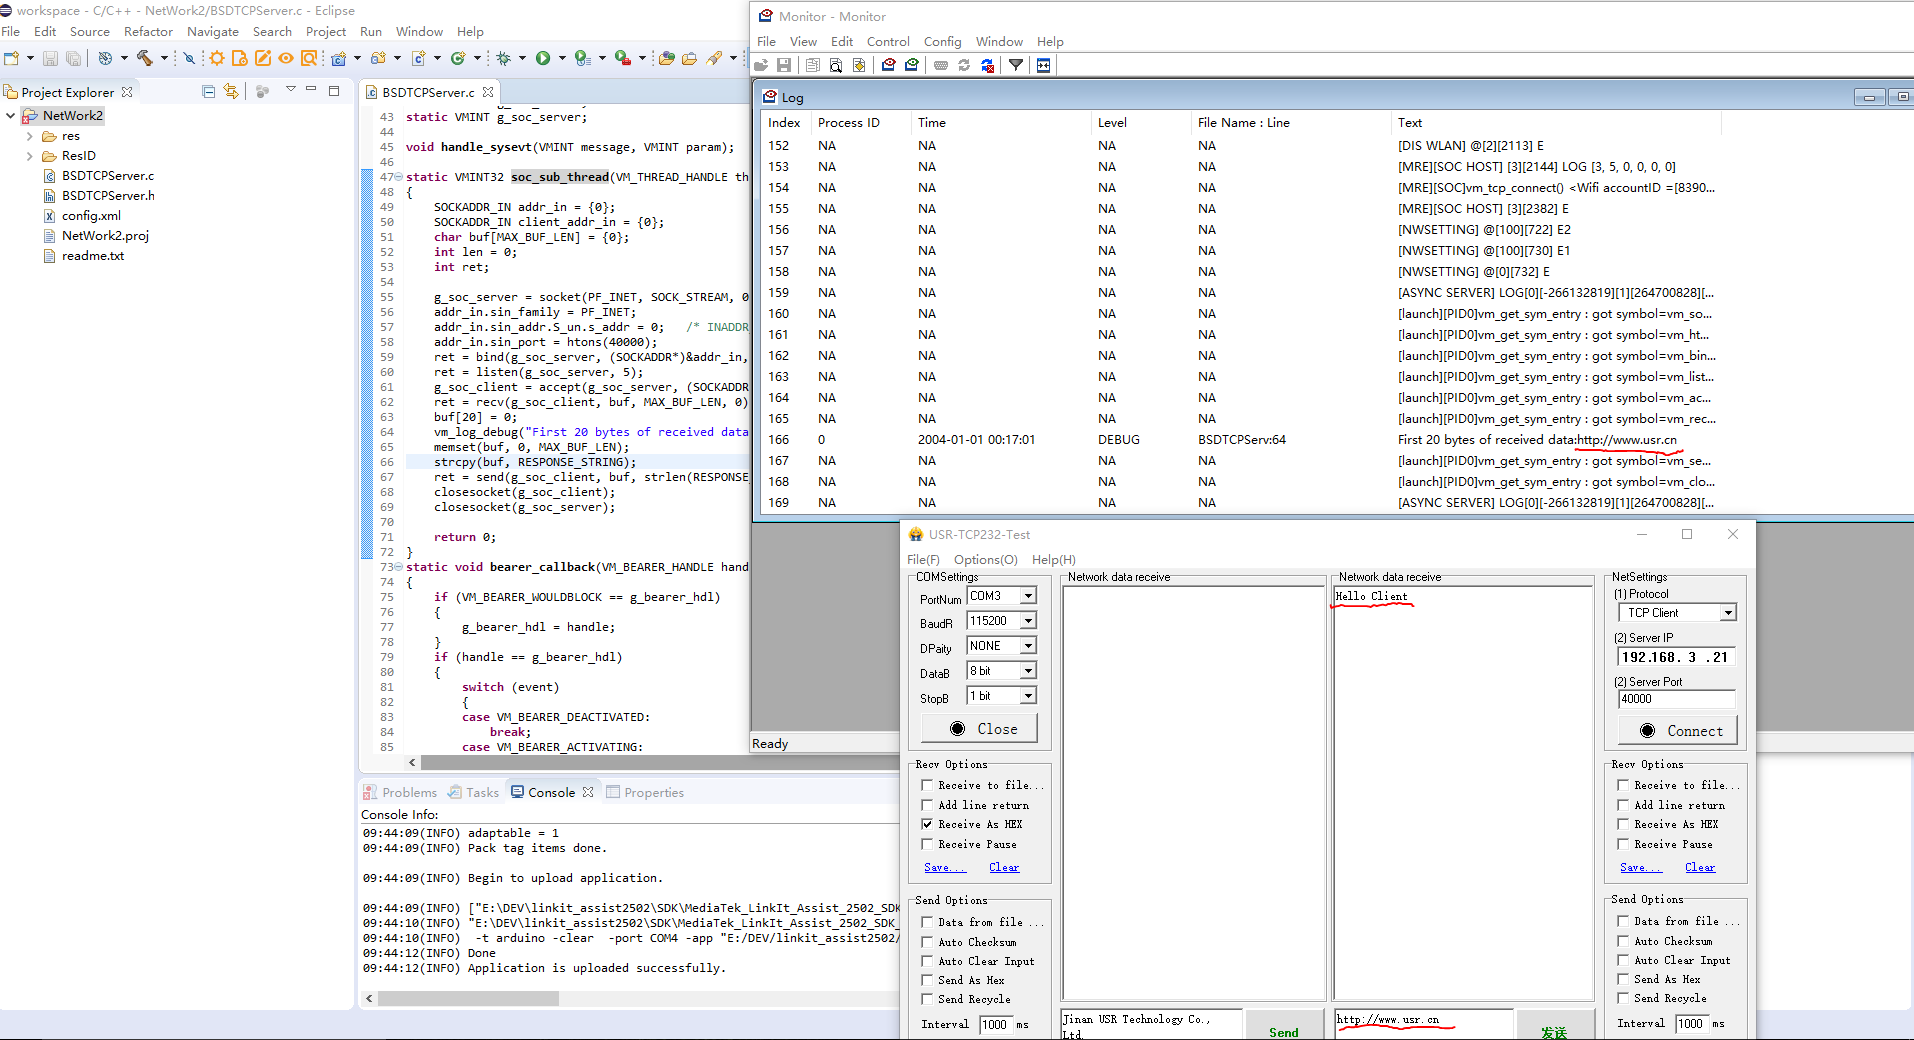 workspace - C/C++ - NetWork2/BSDTCPServer.c - Eclipse
File Edit Source Refactor Navigate Search Project Run Window Help
Project Explorer
NetWork2
res
ResID
BSDTCPServer.c
BSDTCPServer.h
config.xml
NetWork2.proj
readme.txt
BSDTCPServer.c
43 static VMINT g_soc_server;
44
45 void handle_sysevt(VMINT message, VMINT param);
46
47 static VMINT32 soc_sub_thread(VM_THREAD_HANDLE th
48 {
49 SOCKADDR_IN addr_in = {0};
50 SOCKADDR_IN client_addr_in = {0};
51 char buf[MAX_BUF_LEN] = {0};
52 int len = 0;
53 int ret;
54
55 g_soc_server = socket(PF_INET, SOCK_STREAM, 0
56 addr_in.sin_family = PF_INET;
57 addr_in.sin_addr.S_un.s_addr = 0; /* INADDR
58 addr_in.sin_port = htons(40000);
59 ret = bind(g_soc_server, (SOCKADDR*)&addr_in,
60 ret = listen(g_soc_server, 5);
61 g_soc_client = accept(g_soc_server, (SOCKADDR
62 ret = recv(g_soc_client, buf, MAX_BUF_LEN, 0)
63 buf[20] = 0;
64 vm_log_debug("First 20 bytes of received data
65 memset(buf, 0, MAX_BUF_LEN);
66 strcpy(buf, RESPONSE_STRING);
67 ret = send(g_soc_client, buf, strlen(RESPONSE_
68 closesocket(g_soc_client);
69 closesocket(g_soc_server);
70
71 return 0;
72 }
73 static void bearer_callback(VM_BEARER_HANDLE hand
74 {
75 if (VM_BEARER_WOULDBLOCK == g_bearer_hdl)
76 {
77 g_bearer_hdl = handle;
78 }
79 if (handle == g_bearer_hdl)
80 {
81 switch (event)
82 {
83 case VM_BEARER_DEACTIVATED:
84 break;
85 case VM_BEARER_ACTIVATING:
Problems Tasks Console Properties
Console Info:
09:44:09(INFO) adaptable = 1
09:44:09(INFO) Pack tag items done.
09:44:09(INFO) Begin to upload application.
09:44:09(INFO) ["E:\DEV\linkit_assist2502\SDK\MediaTek_LinkIt_Assist_2502_SDK
09:44:10(INFO) "E:\DEV\linkit_assist2502\SDK\MediaTek_LinkIt_Assist_2502_SDK_
09:44:10(INFO) -t arduino -clear -port COM4 -app "E:/DEV/linkit_assist2502/
09:44:12(INFO) Done
09:44:12(INFO) Application is uploaded successfully.
Monitor - Monitor
File View Edit Control Config Window Help
Log
Index Process ID Time Level File Name : Line Text
152 NA NA NA NA [DIS WLAN] @[2][2113] E
153 NA NA NA NA [MRE][SOC HOST] [3][2144] LOG [3, 5, 0, 0, 0, 0]
154 NA NA NA NA [MRE][SOC]vm_tcp_connect() <Wifi accountID =[8390...
155 NA NA NA NA [MRE][SOC HOST] [3][2382] E
156 NA NA NA NA [NWSETTING] @[100][722] E2
157 NA NA NA NA [NWSETTING] @[100][730] E1
158 NA NA NA NA [NWSETTING] @[0][732] E
159 NA NA NA NA [ASYNC SERVER] LOG[0][-266132819][1][264700828][...
160 NA NA NA NA [launch][PID0]vm_get_sym_entry : got symbol=vm_so...
161 NA NA NA NA [launch][PID0]vm_get_sym_entry : got symbol=vm_ht...
162 NA NA NA NA [launch][PID0]vm_get_sym_entry : got symbol=vm_bin...
163 NA NA NA NA [launch][PID0]vm_get_sym_entry : got symbol=vm_list...
164 NA NA NA NA [launch][PID0]vm_get_sym_entry : got symbol=vm_ac...
165 NA NA NA NA [launch][PID0]vm_get_sym_entry : got symbol=vm_rec...
166 0 2004-01-01 00:17:01 DEBUG BSDTCPServ:64 First 20 bytes of received data:http://www.usr.cn
167 NA NA NA NA [launch][PID0]vm_get_sym_entry : got symbol=vm_se...
168 NA NA NA NA [launch][PID0]vm_get_sym_entry : got symbol=vm_clo...
169 NA NA NA NA [ASYNC SERVER] LOG[0][-266132819][1][264700828][...
Ready
USR-TCP232-Test
File(F) Options(O) Help(H)
COMSettings
PortNum COM3
BaudR 115200
DPaity NONE
DataB 8 bit
StopB 1 bit
Close
Recv Options
Receive to file...
Add line return
Receive As HEX
Receive Pause
Save... Clear
Send Options
Data from file ...
Auto Checksum
Auto Clear Input
Send As Hex
Send Recycle
Interval 1000 ms
Network data receive
Jinan USR Technology Co.,
Ltd.
Send
Network data receive
Hello Client
http://www.usr.cn
发送
NetSettings
(1) Protocol
TCP Client
(2) Server IP
192.168. 3 .21
(2) Server Port
40000
Connect
Recv Options
Receive to file...
Add line return
Receive As HEX
Receive Pause
Save... Clear
Send Options
Data from file ...
Auto Checksum
Auto Clear Input
Send As Hex
Send Recycle
Interval 1000 ms